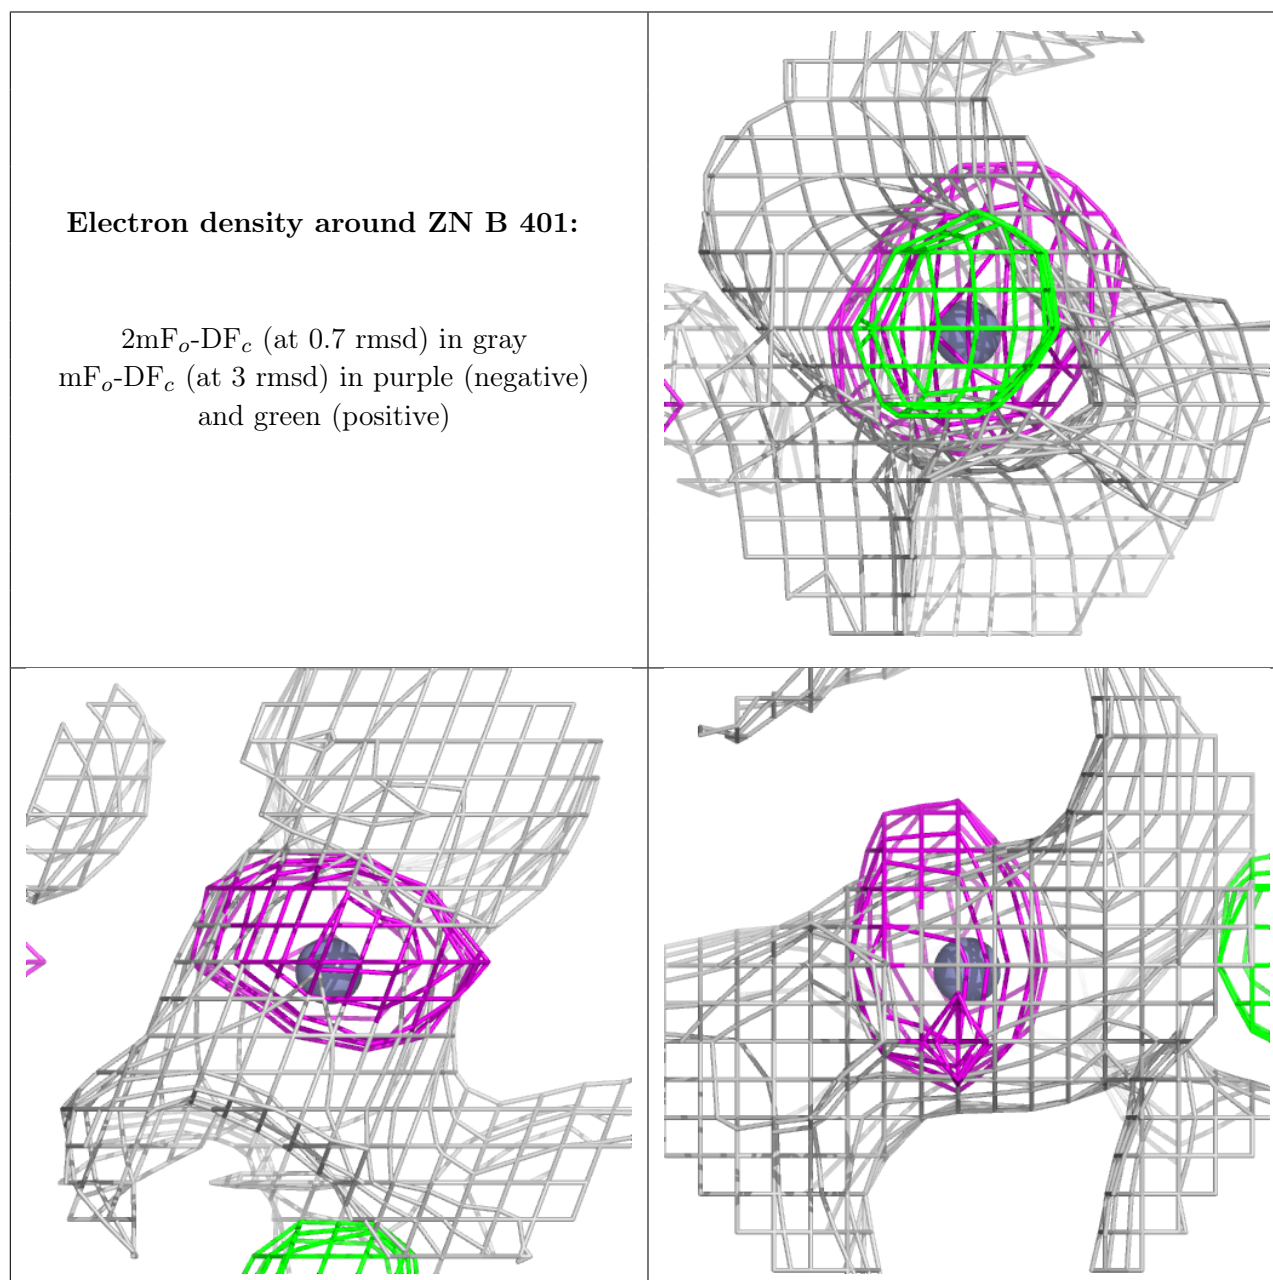 Electron density around ZN B 401:
2mFo-DFc (at 0.7 rmsd) in gray
mFo-DFc (at 3 rmsd) in purple (negative)
and green (positive)